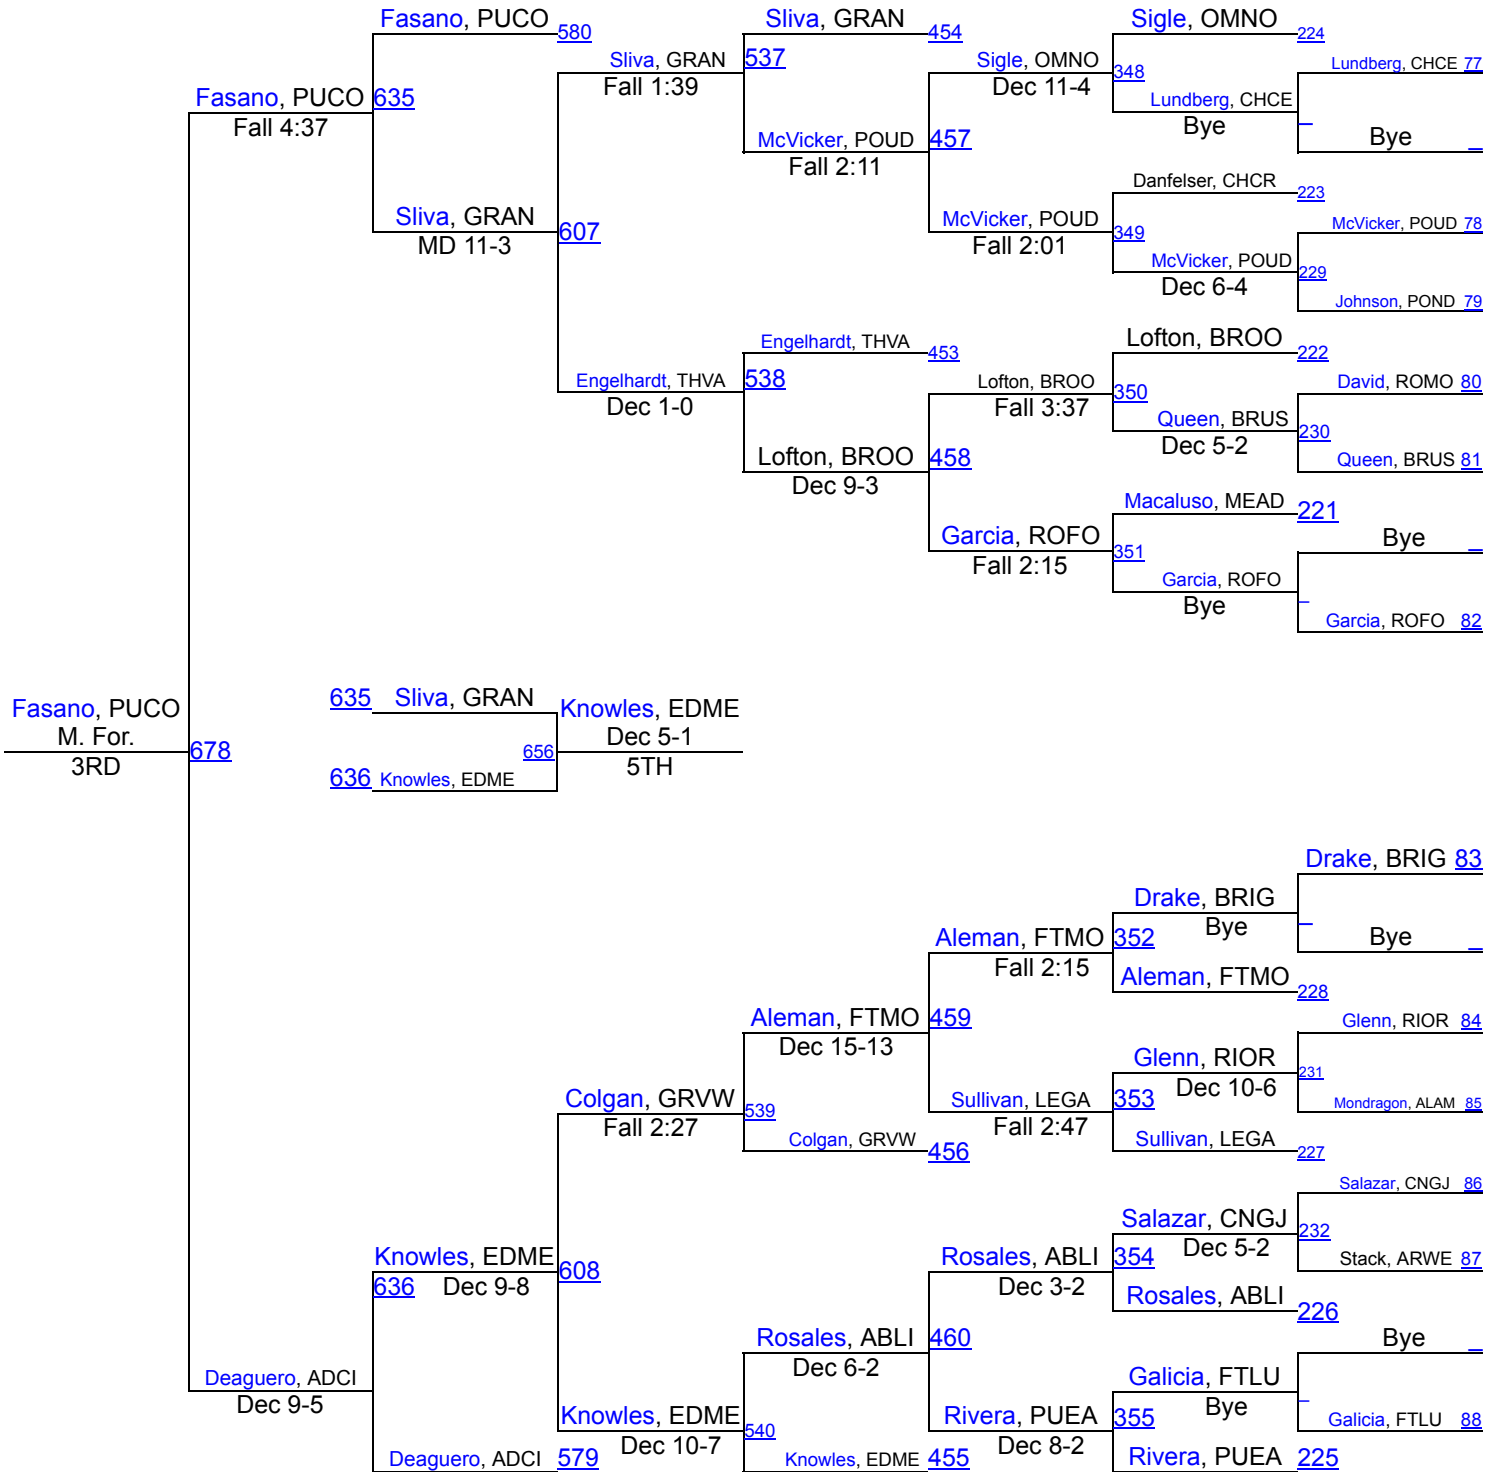 Fasano, PUCO 580
Sliva, GRAN 454
Sigle, OMNO 224
Sliva, GRAN 537
Fall 1:39
Sigle, OMNO 348
Dec 11-4
Lundberg, CHCE 77
Fasano, PUCO 635
Fall 4:37
Lundberg, CHCE _
Bye
Bye _
McVicker, POUD 457
Fall 2:11
Danfelser, CHCR 223
Sliva, GRAN 607
MD 11-3
McVicker, POUD 349
Fall 2:01
McVicker, POUD 78
McVicker, POUD 229
Dec 6-4
Johnson, POND 79
Engelhardt, THVA 453
Lofton, BROO 222
Engelhardt, THVA 538
Dec 1-0
Lofton, BROO 350
Fall 3:37
David, ROMO 80
Queen, BRUS 230
Dec 5-2
Lofton, BROO 458
Dec 9-3
Queen, BRUS 81
Macaluso, MEAD 221
Garcia, ROFO 351
Fall 2:15
Bye _
Garcia, ROFO _
Bye
Garcia, ROFO 82
Fasano, PUCO
M. For. 678
3RD
635 Sliva, GRAN
Knowles, EDME
656 Dec 5-1
5TH
636 Knowles, EDME
Drake, BRIG 83
Drake, BRIG _
Bye
Bye _
Aleman, FTMO 352
Fall 2:15
Aleman, FTMO 228
Aleman, FTMO 459
Dec 15-13
Glenn, RIOR 84
Glenn, RIOR 231
Dec 10-6
Colgan, GRVW 539
Fall 2:27
Sullivan, LEGA 353
Fall 2:47
Mondragon, ALAM 85
Colgan, GRVW 456
Sullivan, LEGA 227
Salazar, CNGJ 86
Salazar, CNGJ 232
Dec 5-2
Knowles, EDME 608
636 Dec 9-8
Rosales, ABLI 354
Dec 3-2
Stack, ARWE 87
Rosales, ABLI 226
Rosales, ABLI 460
Dec 6-2
Bye _
Deaguero, ADCI
Dec 9-5
Galicia, FTLU _
Bye
Knowles, EDME 540
Dec 10-7
Rivera, PUEA 355
Dec 8-2
Galicia, FTLU 88
Deaguero, ADCI 579
Knowles, EDME 455
Rivera, PUEA 225